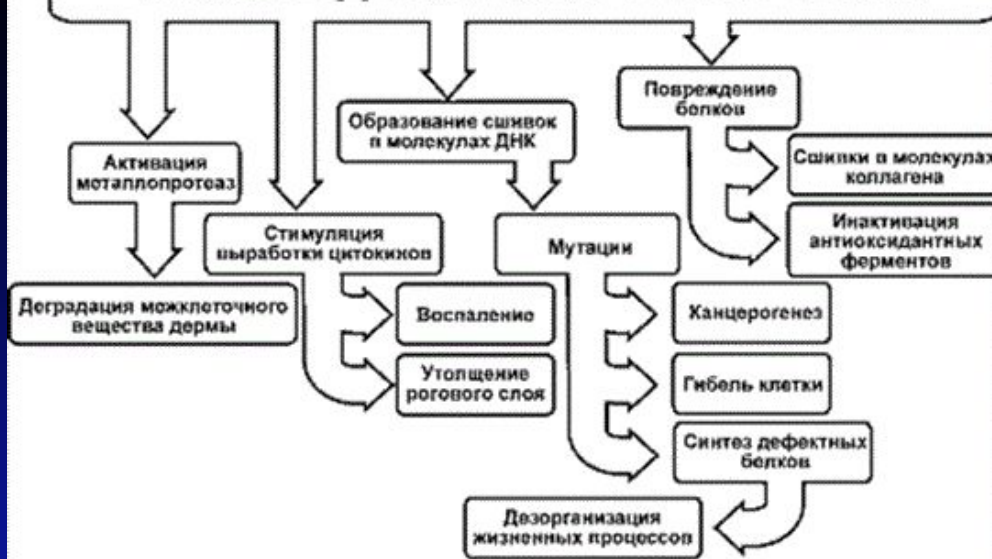 Повреждение
белков
Образование сшивок
в молекулах ДНК
Активация
металлопротеаз
Сшивки в молекулах
коллагена
Стимуляция
выработки цитокинов
Мутации
Инактивация
антиоксидантных
ферментов
Деградация межклеточного
вещества дермы
Воспаление
Канцерогенез
Утолщение
рогового слоя
Гибель клетки
Синтез дефектных
белков
Дезорганизация
жизненных процессов